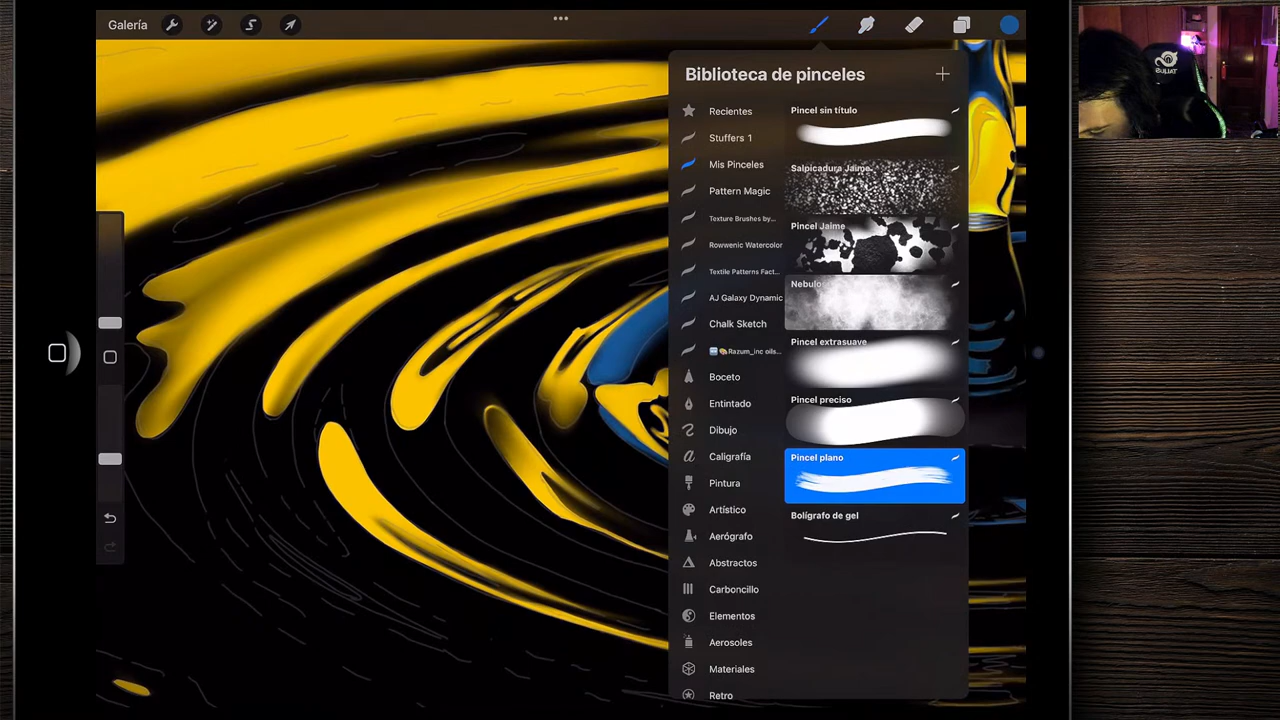 Galería
Biblioteca de pinceles
Recientes
Stuffers 1
Mis Pinceles
Pattern Magic
Texture Brushes by...
Rowwenic Watercolor
Textile Patterns Fact...
AJ Galaxy Dynamic
Chalk Sketch
Razum_inc oils...
Boceto
Entintado
Dibujo
Caligrafía
Pintura
Artístico
Aerógrafo
Abstractos
Carboncillo
Elementos
Aerosoles
Materiales
Retro
Pincel sin título
Salpicadura Jaime
Pincel Jaime
Pincel extrasuave
Pincel preciso
Pincel plano
Bolígrafo de gel